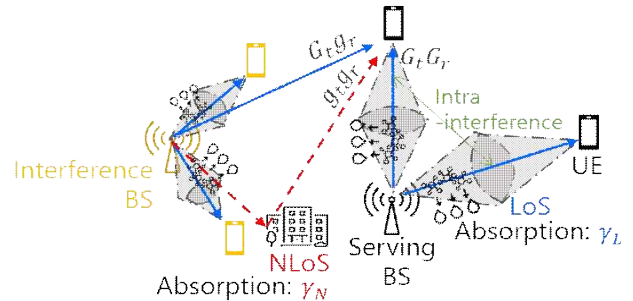 G_t g_r
g_t g_r
G_t G_r
Intra
-interference
Interference
BS
UE
LoS
Absorption: γ_L
Serving
BS
NLoS
Absorption: γ_N